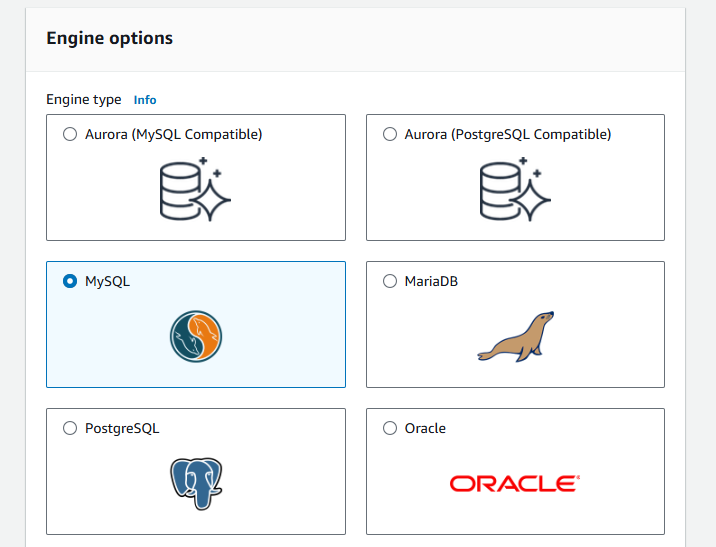 Engine options
Engine type Info
Aurora (MySQL Compatible)
Aurora (PostgreSQL Compatible)
MySQL
MariaDB
PostgreSQL
Oracle
ORACLE